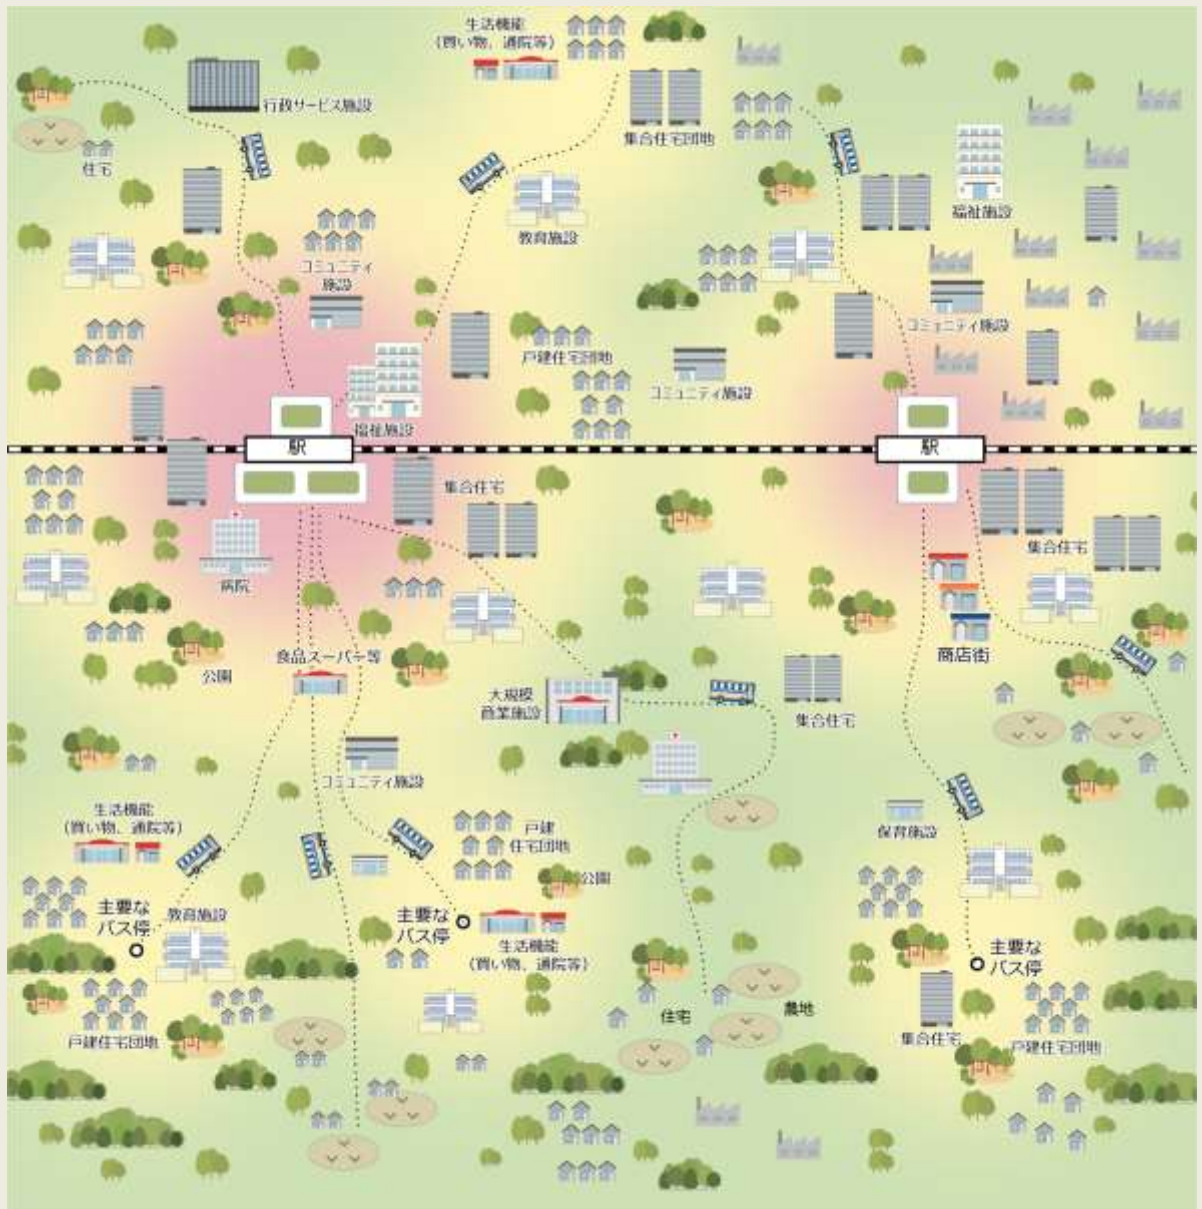 生活機能
(買い物、通院等)
行政サービス施設
集合住宅団地
住宅
福祉施設
教育施設
コミュニティ
施設
コミュニティ施設
戸建住宅団地
コミュニティ施設
福祉施設
駅
駅
集合住宅
集合住宅
病院
商店街
食品スーパー等
公園
大規模
商業施設
集合住宅
コミュニティ施設
生活機能
(買い物、通院等)
保育施設
戸建
住宅団地
公園
主要な
バス停
教育施設
主要な
バス停
生活機能
(買い物、通院等)
主要な
バス停
住宅
農地
戸建住宅団地
集合住宅
戸建住宅団地